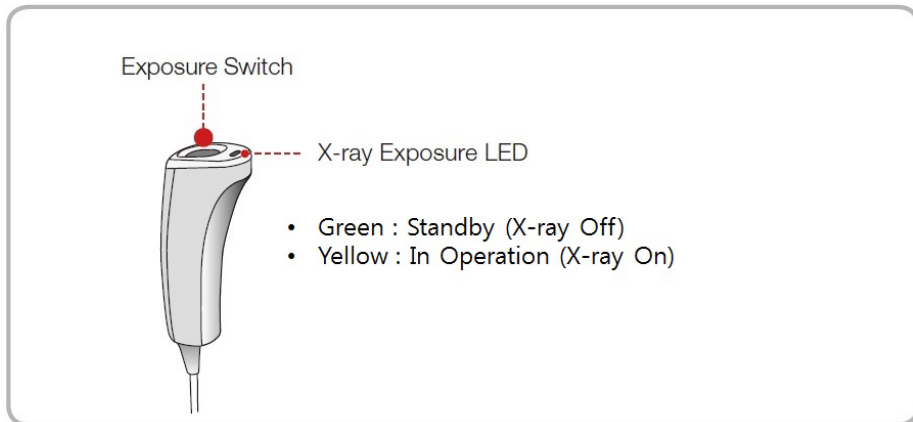 Exposure Switch
X-ray Exposure LED
• Green : Standby (X-ray Off)
• Yellow : In Operation (X-ray On)